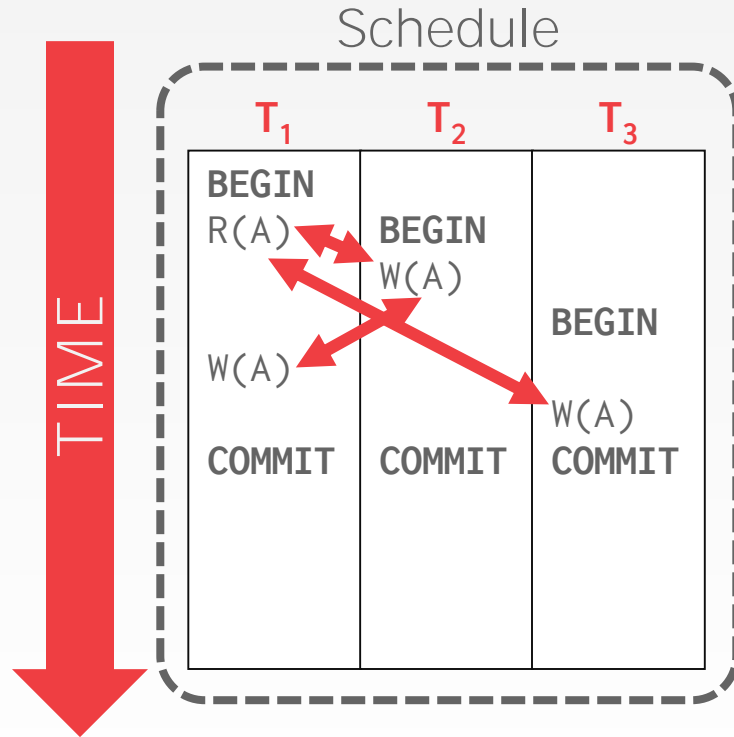 Schedule
TIME
T1 T2 T3
BEGIN
R(A) BEGIN
W(A)
BEGIN
W(A)
W(A)
COMMIT COMMIT COMMIT